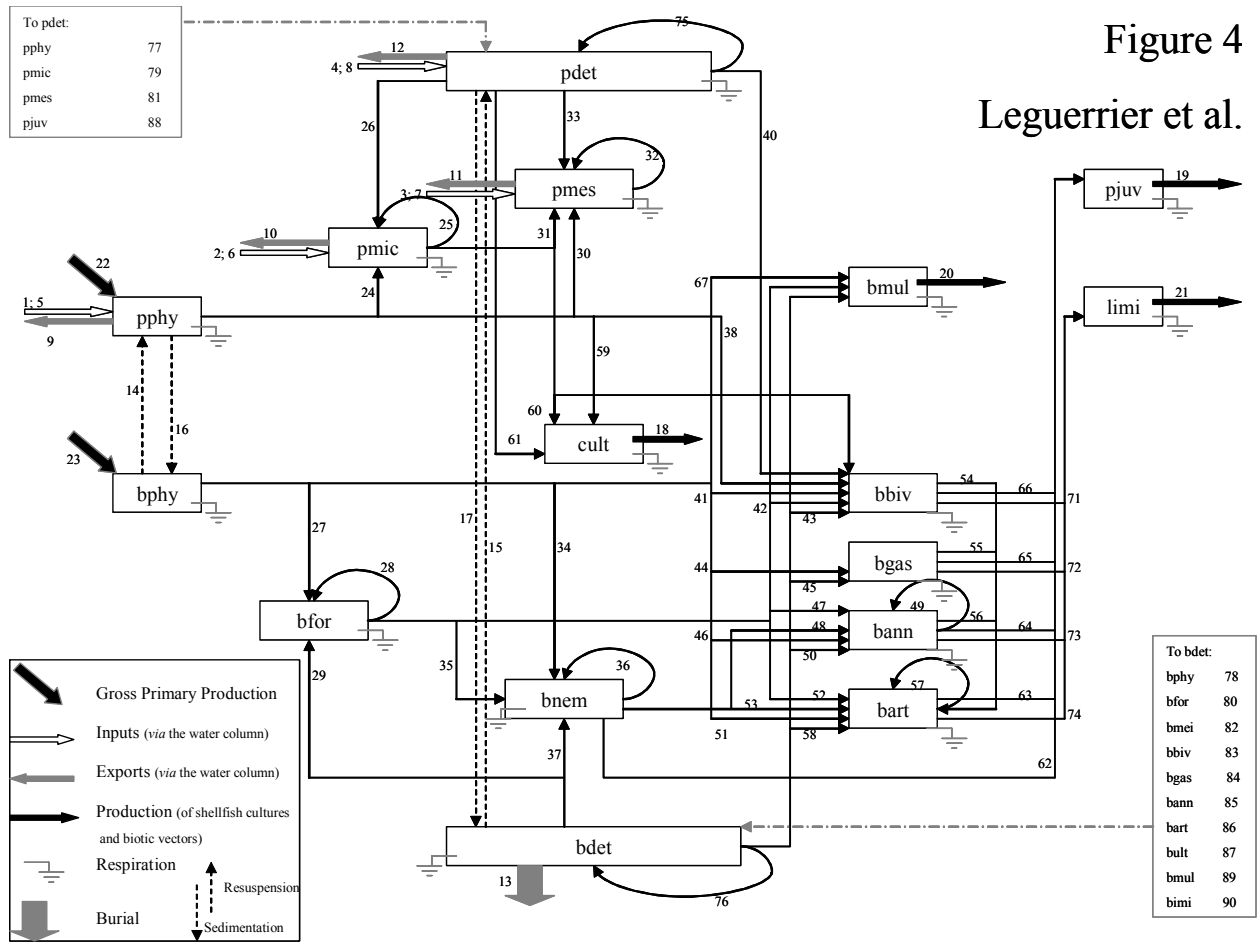 Figure 4
Leguerrier et al.
To pdet:
pphy 77
pmic 79
pmes 81
pjuv 88
75
12
4; 8
pdet
26
33
40
32
11
3; 7
pmes
19
pjuv
25
10
2; 6
pmic
31
30
22
24
67
20
bmul
21
limi
1; 5
pphy
9
38
59
14
16
60
61
18
cult
23
bphy
54
66
71
41
42
43
bbiv
27
17
15
34
55
65
72
44
45
bgas
28
bfor
49
56
47
48
64
73
46
50
bann
29
35
36
bnem
53
57
52
63
74
51
58
bart
37
62
bdet
13
76
Gross Primary Production
Inputs (via the water column)
Exports (via the water column)
Production (of shellfish cultures
and biotic vectors)
Respiration
Resuspension
Burial
Sedimentation
To bdet:
bphy 78
bfor 80
bmei 82
bbiv 83
bgas 84
bann 85
bart 86
bult 87
bmul 89
bimi 90